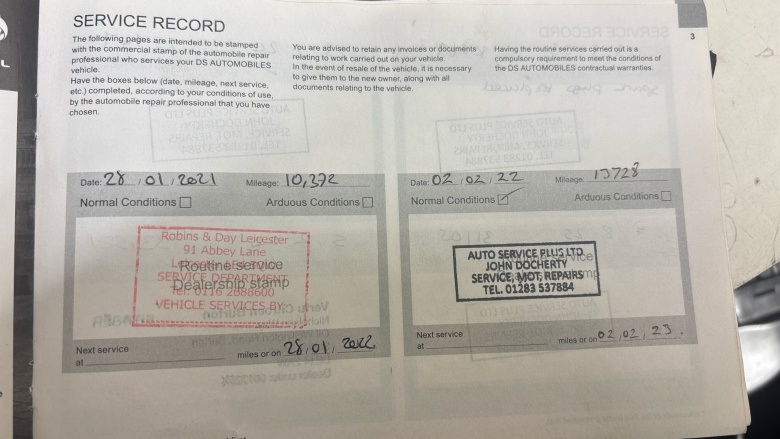 SERVICE RECORD
The following pages are intended to be stamped
with the commercial stamp of the automobile repair
professional who services your DS AUTOMOBILES
vehicle.
Have the boxes below (date, mileage, next service,
etc.) completed, according to your conditions of use,
by the automobile repair professional that you have
chosen.
You are advised to retain any invoices or documents
relating to work carried out on your vehicle.
In the event of resale of the vehicle, it is necessary
to give them to the new owner, along with all
documents relating to the vehicle.
Having the routine services carried out is a
compulsory requirement to meet the conditions of
the DS AUTOMOBILES contractual warranties.
3
Date: 28/01/2021 Mileage: 10,372
Normal Conditions Arduous Conditions
Robins & Day Leicester
91 Abbey Lane
Routine service
SERVICE DEPARTMENT
Dealership stamp
Tel: 0116 2688600
VEHICLE SERVICES BY:
Next service
at miles or on 28/01/2022
Date: 02/02/22 Mileage: 13728
Normal Conditions Arduous Conditions
AUTO SERVICE PLUS LTD
JOHN DOCHERTY
SERVICE, MOT, REPAIRS
TEL. 01283 537884
Next service
at miles or on 02/02/23.